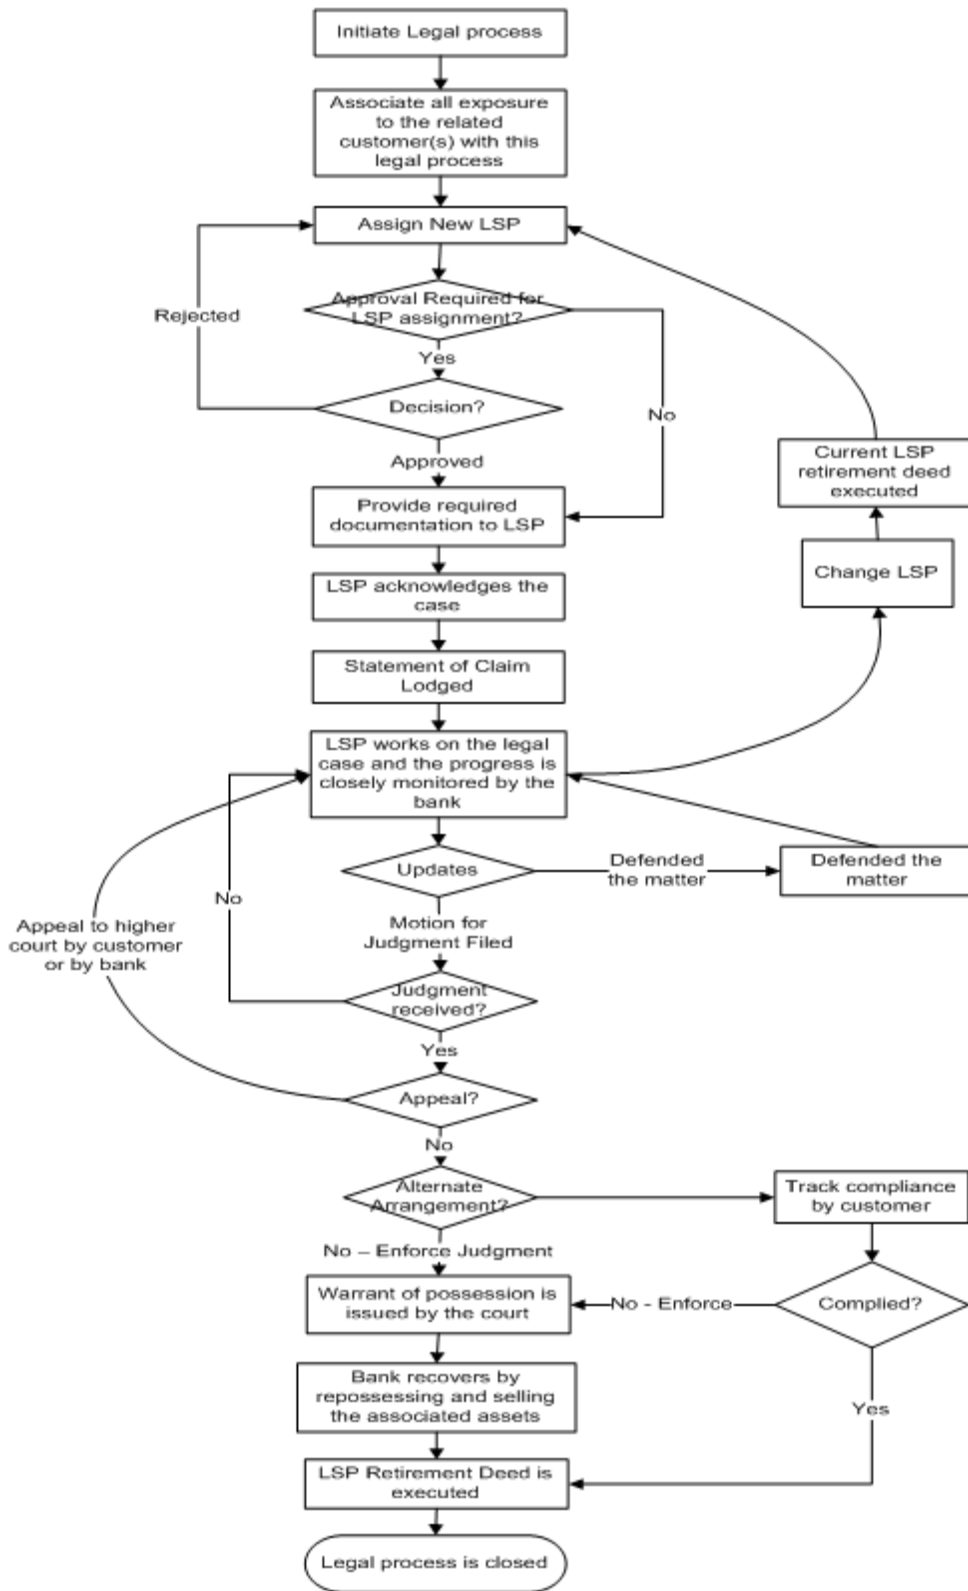 Initiate Legal process
Associate all exposure
to the related
customer(s) with this
legal process
Assign New LSP
Approval Required for
LSP assignment?
Rejected
Yes
Decision?
No
Approved
Current LSP
retirement deed
executed
Provide required
documentation to LSP
Change LSP
LSP acknowledges the
case
Statement of Claim
Lodged
LSP works on the legal
case and the progress is
closely monitored by the
bank
Updates
Defended
the matter
Defended the
matter
No
Motion for
Judgment Filed
Appeal to higher
court by customer
or by bank
Judgment
received?
Yes
Appeal?
No
Alternate
Arrangement?
Track compliance
by customer
No – Enforce Judgment
Warrant of possession is
issued by the court
No - Enforce
Complied?
Bank recovers by
repossessing and selling
the associated assets
Yes
LSP Retirement Deed is
executed
Legal process is closed